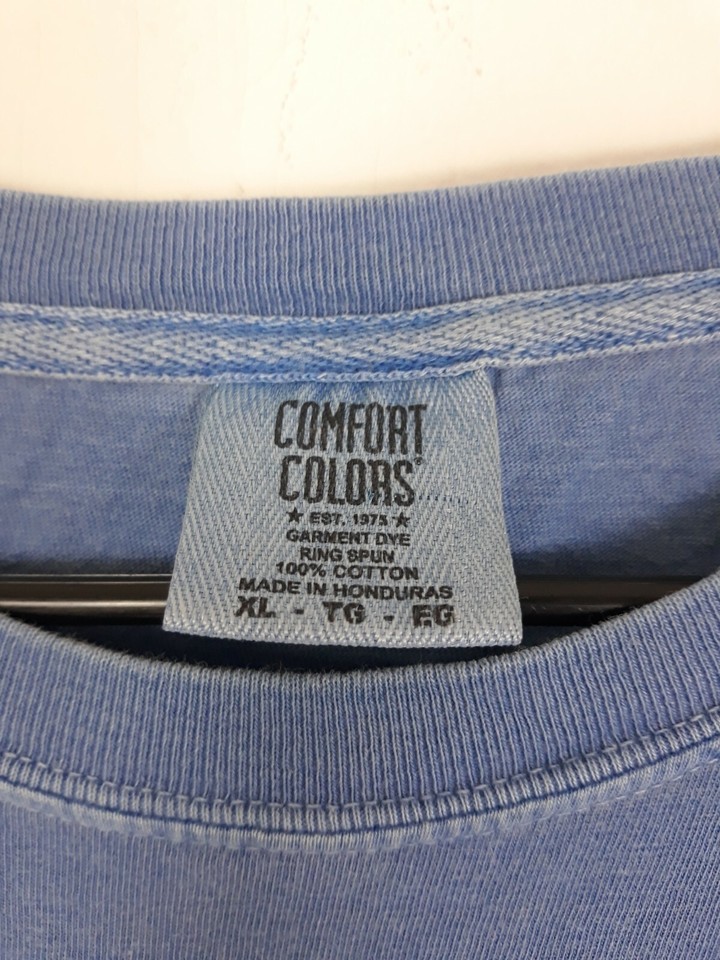 COMFORT
COLORS®
★ EST. 1975 ★
GARMENT DYE
RING SPUN
100% COTTON
MADE IN HONDURAS
XL - TG - EG